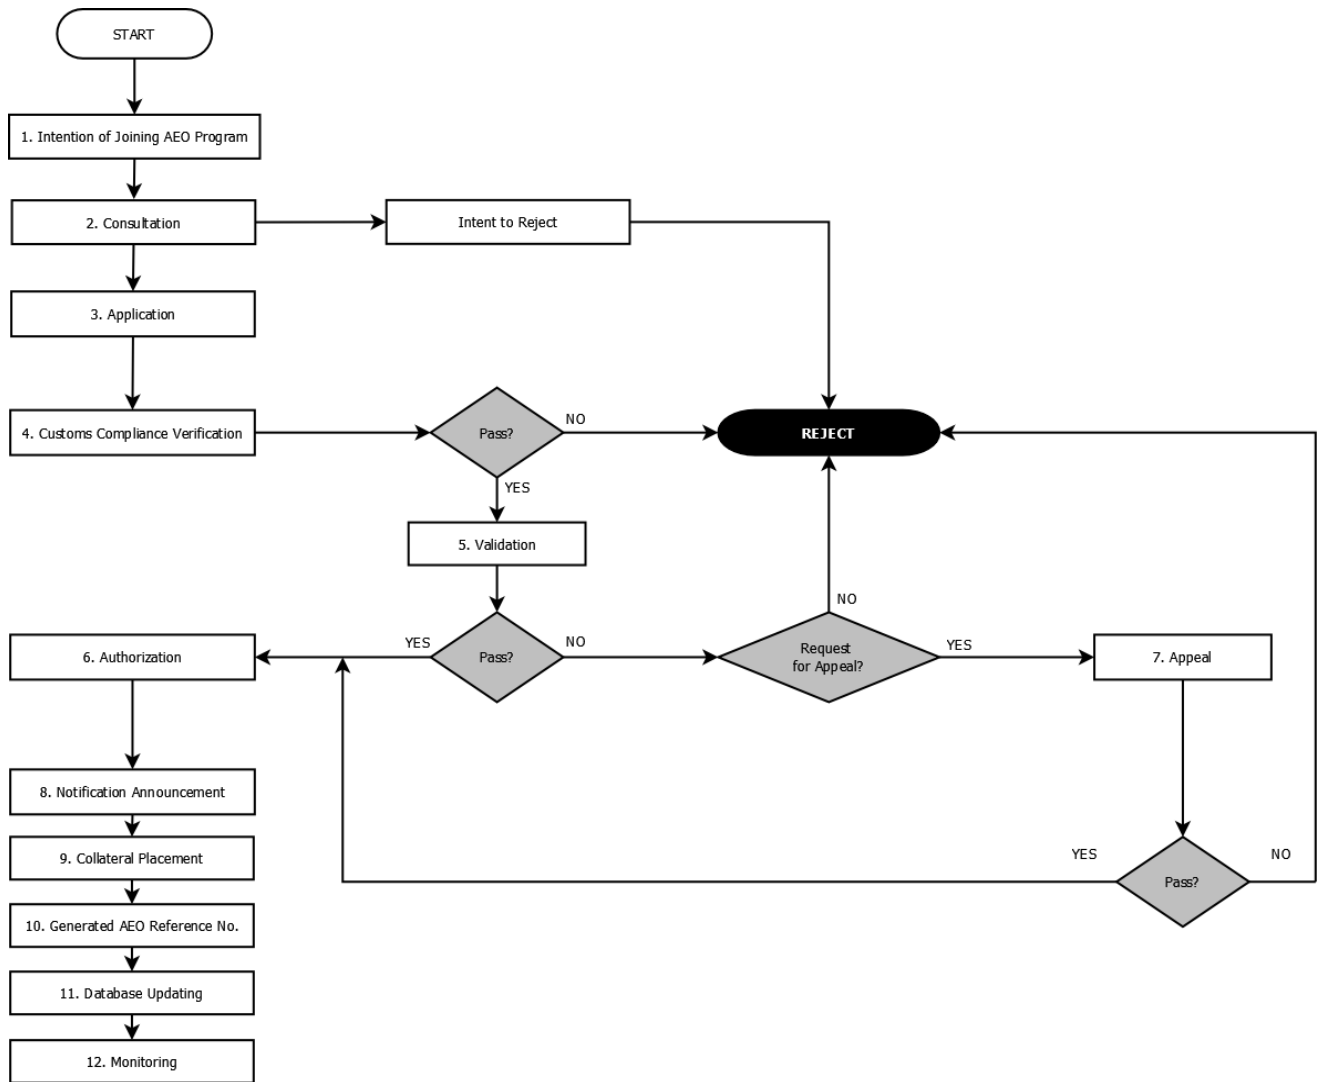 START
1. Intention of Joining AEO Program
2. Consultation
Intent to Reject
3. Application
4. Customs Compliance Verification
Pass?
NO
REJECT
YES
5. Validation
6. Authorization
YES
Pass?
NO
Request
for Appeal?
NO
YES
7. Appeal
8. Notification Announcement
9. Collateral Placement
YES
Pass?
NO
10. Generated AEO Reference No.
11. Database Updating
12. Monitoring